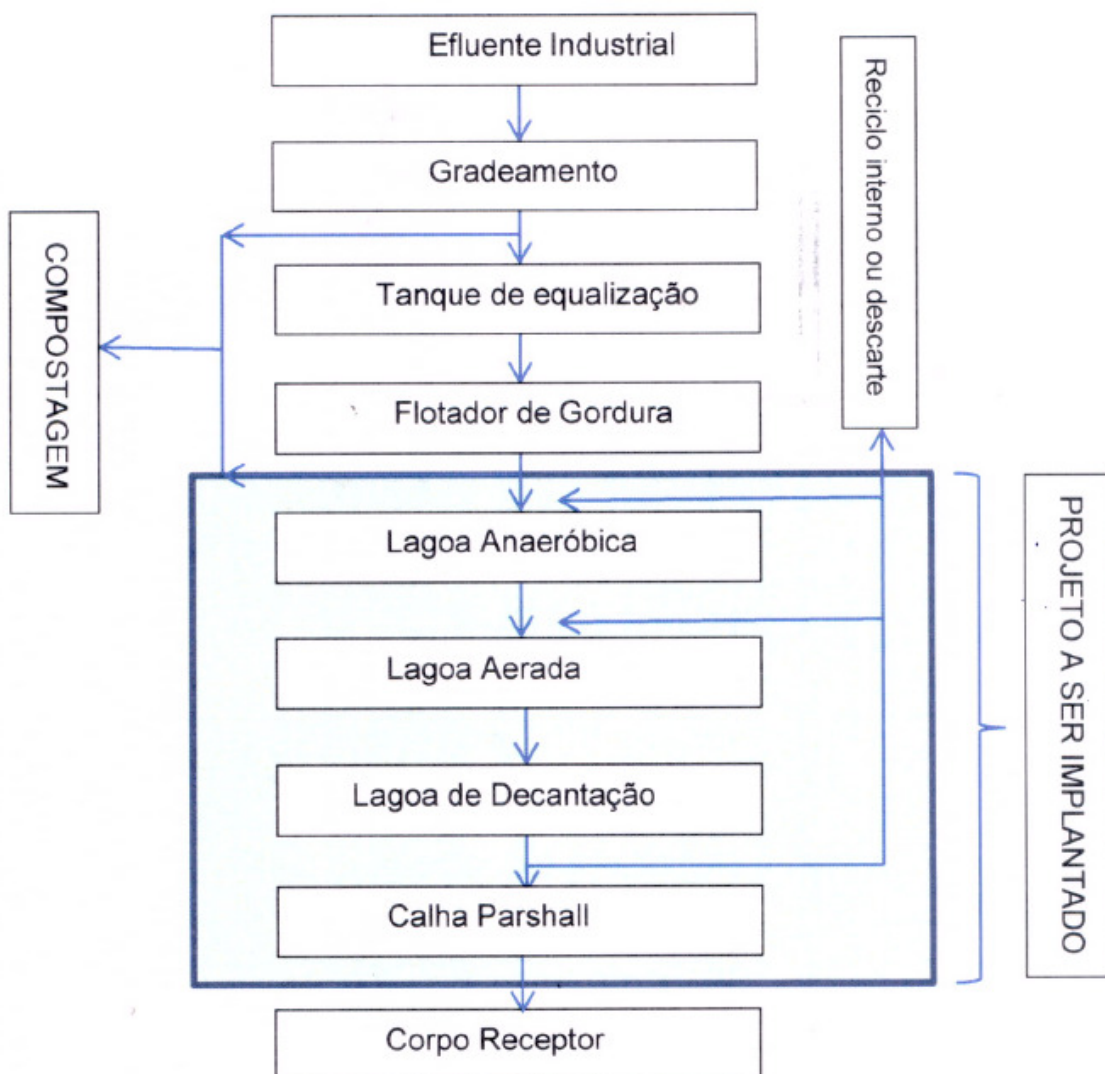 Efluente Industrial
Gradeamento
Tanque de equalização
Flotador de Gordura
Lagoa Anaeróbica
Lagoa Aerada
Lagoa de Decantação
Calha Parshall
Corpo Receptor
COMPOSTAGEM
Reciclo interno ou descarte
PROJETO A SER IMPLANTADO